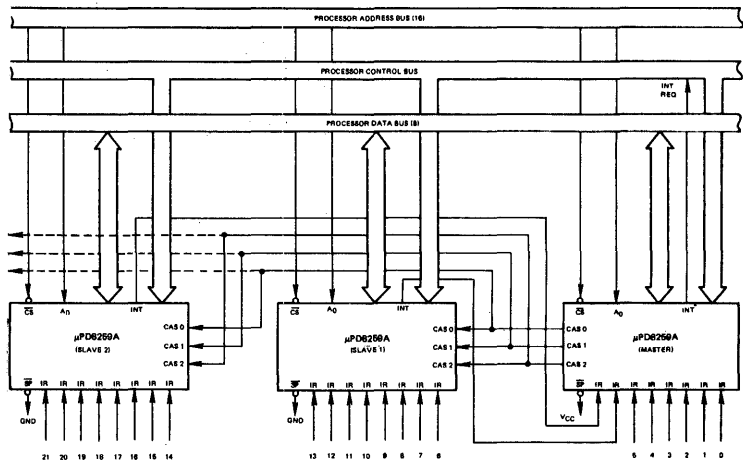 PROCESSOR ADDRESS BUS (16)
PROCESSOR CONTROL BUS
INT
REQ
PROCESSOR DATA BUS (8)
CS A0 INT
μPD8259A
(SLAVE 2)
CAS 0
CAS 1
CAS 2
SP IR IR IR IR IR IR IR IR
GND
21 20 19 18 17 16 15 14
CS A0 INT
μPD8259A
(SLAVE 1)
CAS 0
CAS 1
CAS 2
SP IR IR IR IR IR IR IR IR
GND
13 12 11 10 9 8 7 6
CS A0 INT
CAS 0
CAS 1
CAS 2
μPD8259A
(MASTER)
SP IR IR IR IR IR IR IR IR
VCC
5 4 3 2 1 0